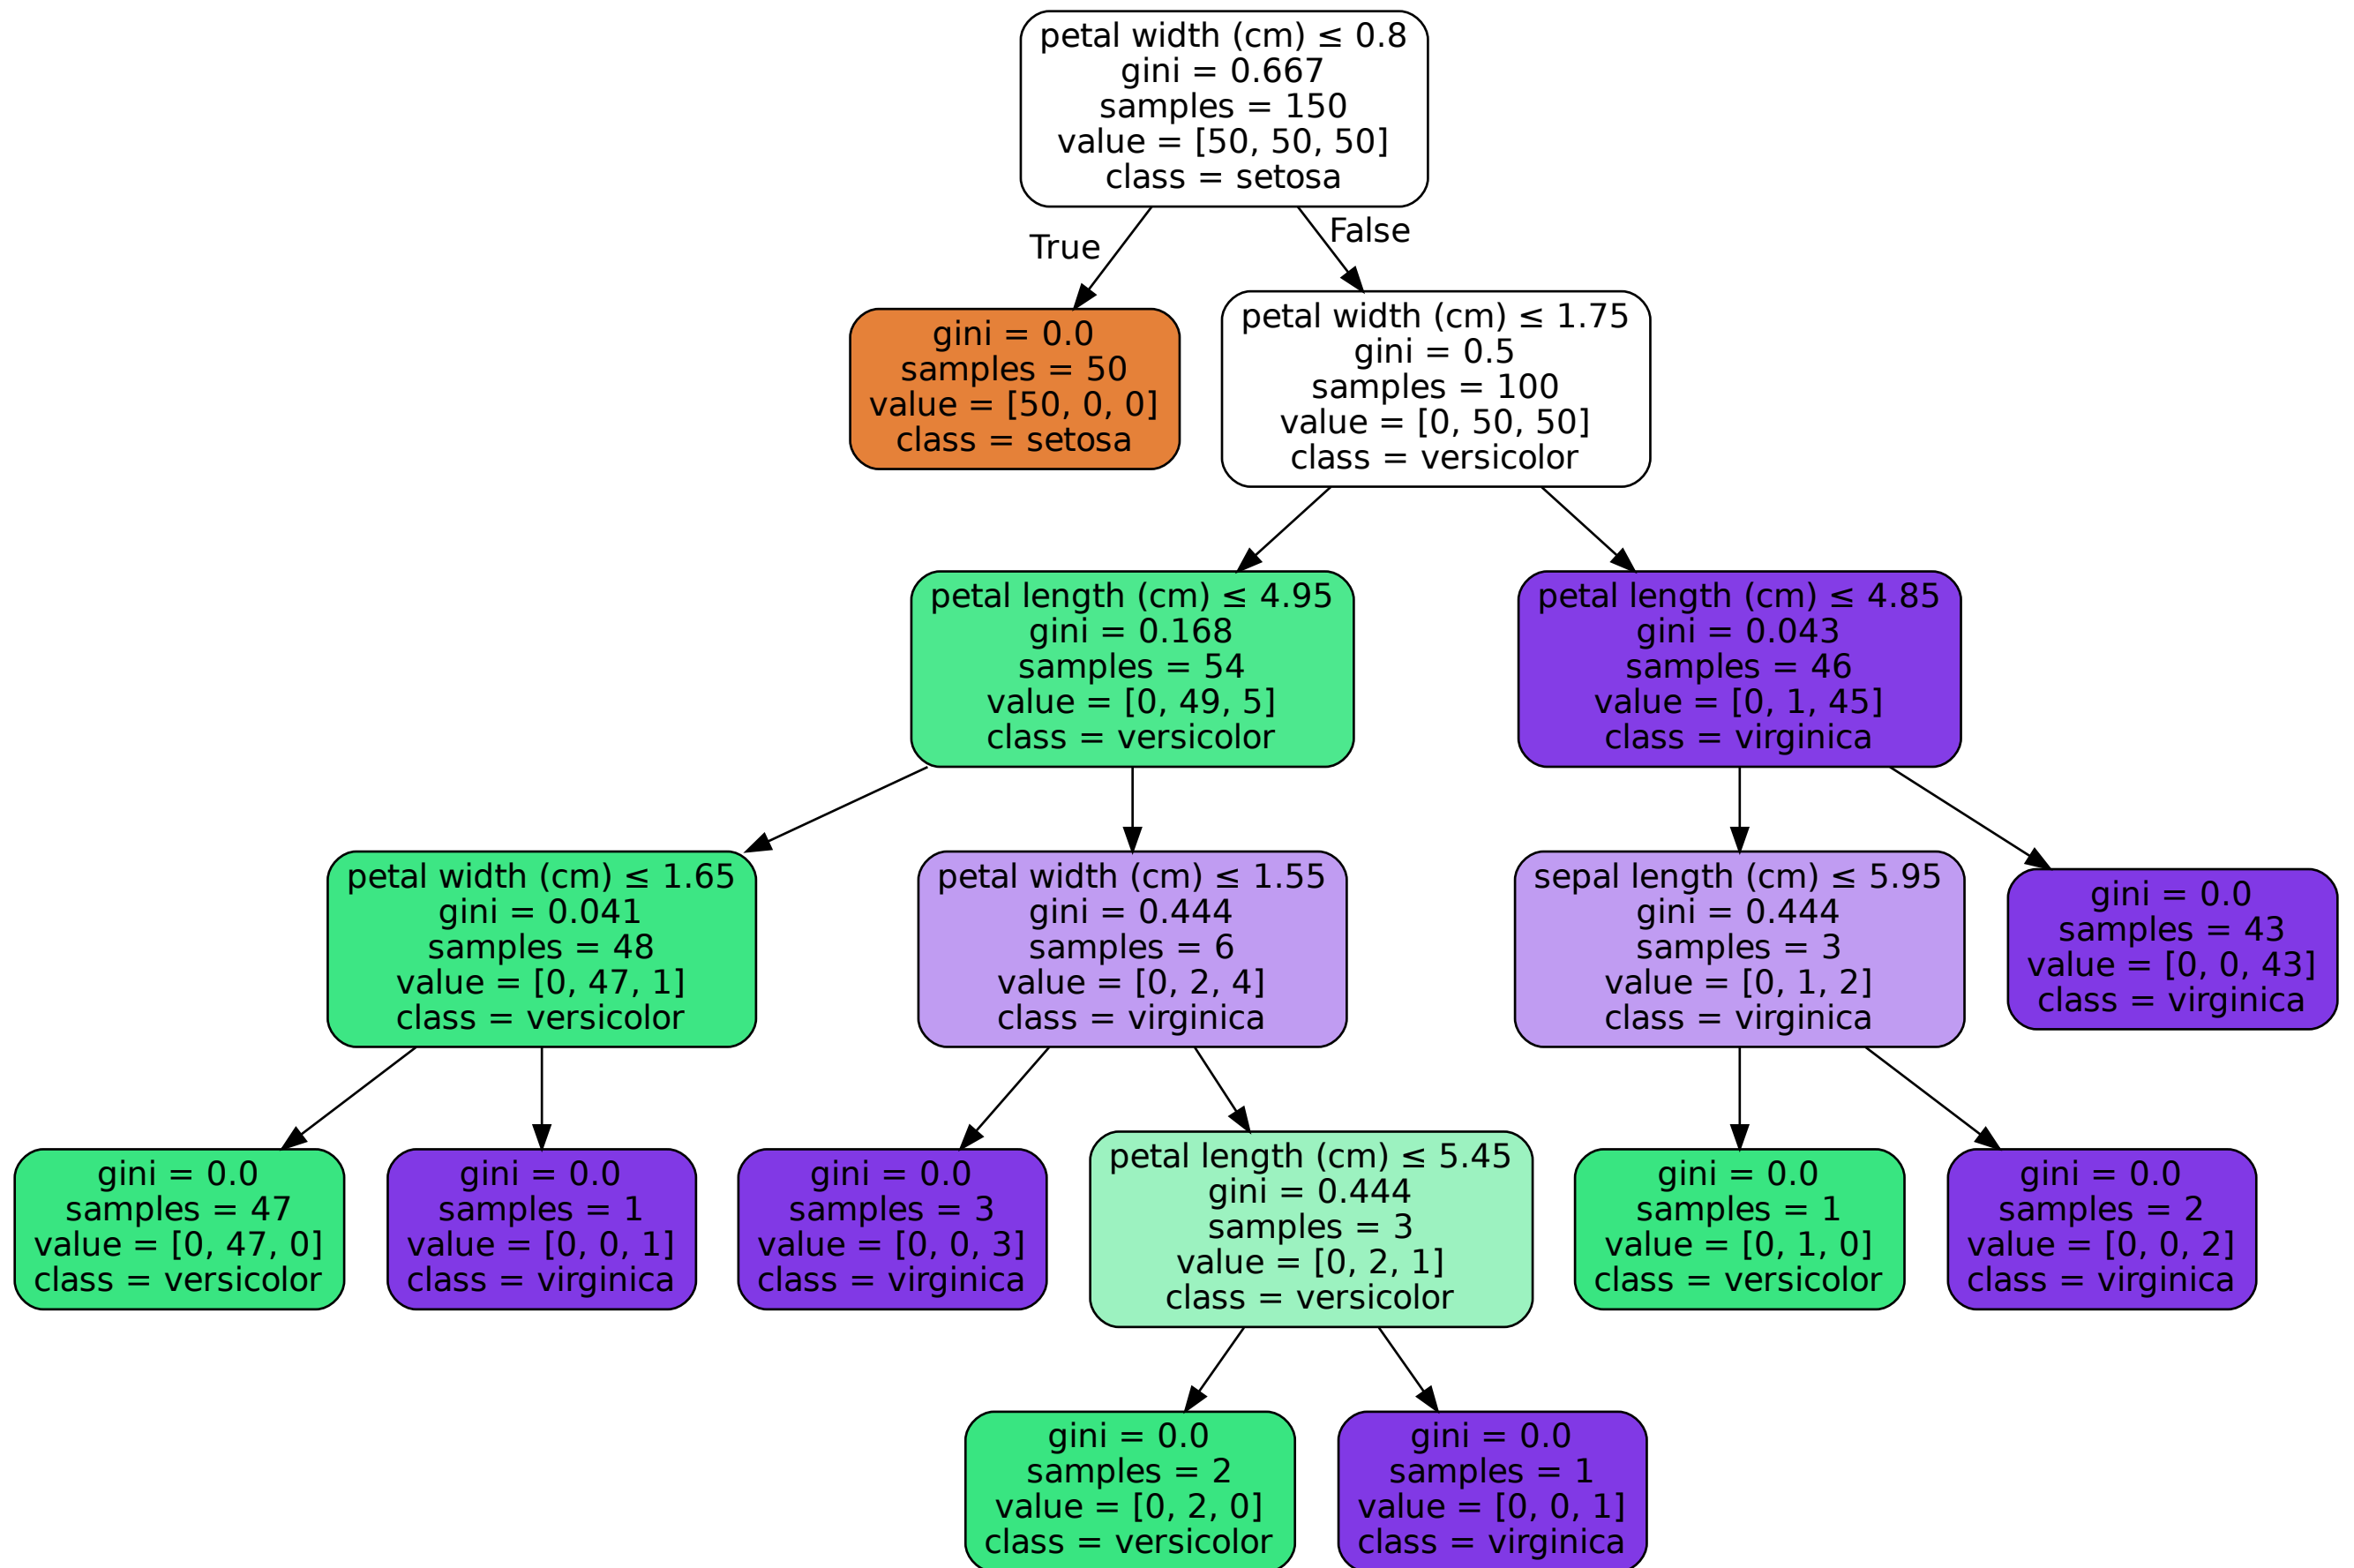 petal width (cm) ≤ 0.8
gini = 0.667
samples = 150
value = [50, 50, 50]
class = setosa
True
False
gini = 0.0
samples = 50
value = [50, 0, 0]
class = setosa
petal width (cm) ≤ 1.75
gini = 0.5
samples = 100
value = [0, 50, 50]
class = versicolor
petal length (cm) ≤ 4.95
gini = 0.168
samples = 54
value = [0, 49, 5]
class = versicolor
petal length (cm) ≤ 4.85
gini = 0.043
samples = 46
value = [0, 1, 45]
class = virginica
petal width (cm) ≤ 1.65
gini = 0.041
samples = 48
value = [0, 47, 1]
class = versicolor
petal width (cm) ≤ 1.55
gini = 0.444
samples = 6
value = [0, 2, 4]
class = virginica
sepal length (cm) ≤ 5.95
gini = 0.444
samples = 3
value = [0, 1, 2]
class = virginica
gini = 0.0
samples = 43
value = [0, 0, 43]
class = virginica
gini = 0.0
samples = 47
value = [0, 47, 0]
class = versicolor
gini = 0.0
samples = 1
value = [0, 0, 1]
class = virginica
gini = 0.0
samples = 3
value = [0, 0, 3]
class = virginica
petal length (cm) ≤ 5.45
gini = 0.444
samples = 3
value = [0, 2, 1]
class = versicolor
gini = 0.0
samples = 1
value = [0, 1, 0]
class = versicolor
gini = 0.0
samples = 2
value = [0, 0, 2]
class = virginica
gini = 0.0
samples = 2
value = [0, 2, 0]
class = versicolor
gini = 0.0
samples = 1
value = [0, 0, 1]
class = virginica